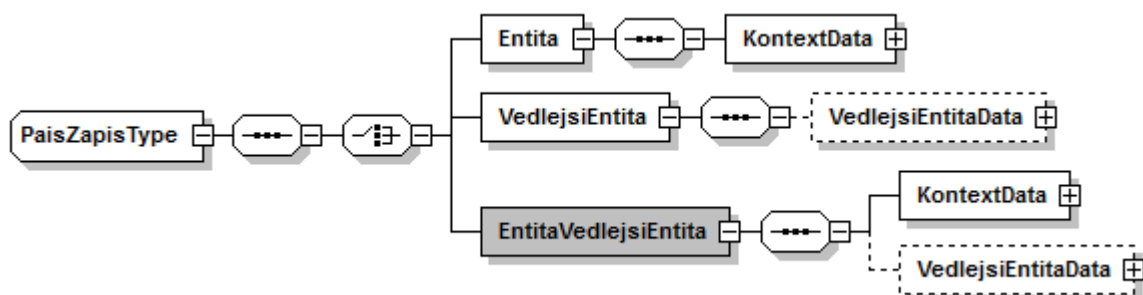 Entita
KontextData
PaisZapisType
VedlejsiEntita
VedlejsiEntitaData
EntitaVedlejsiEntita
KontextData
VedlejsiEntitaData